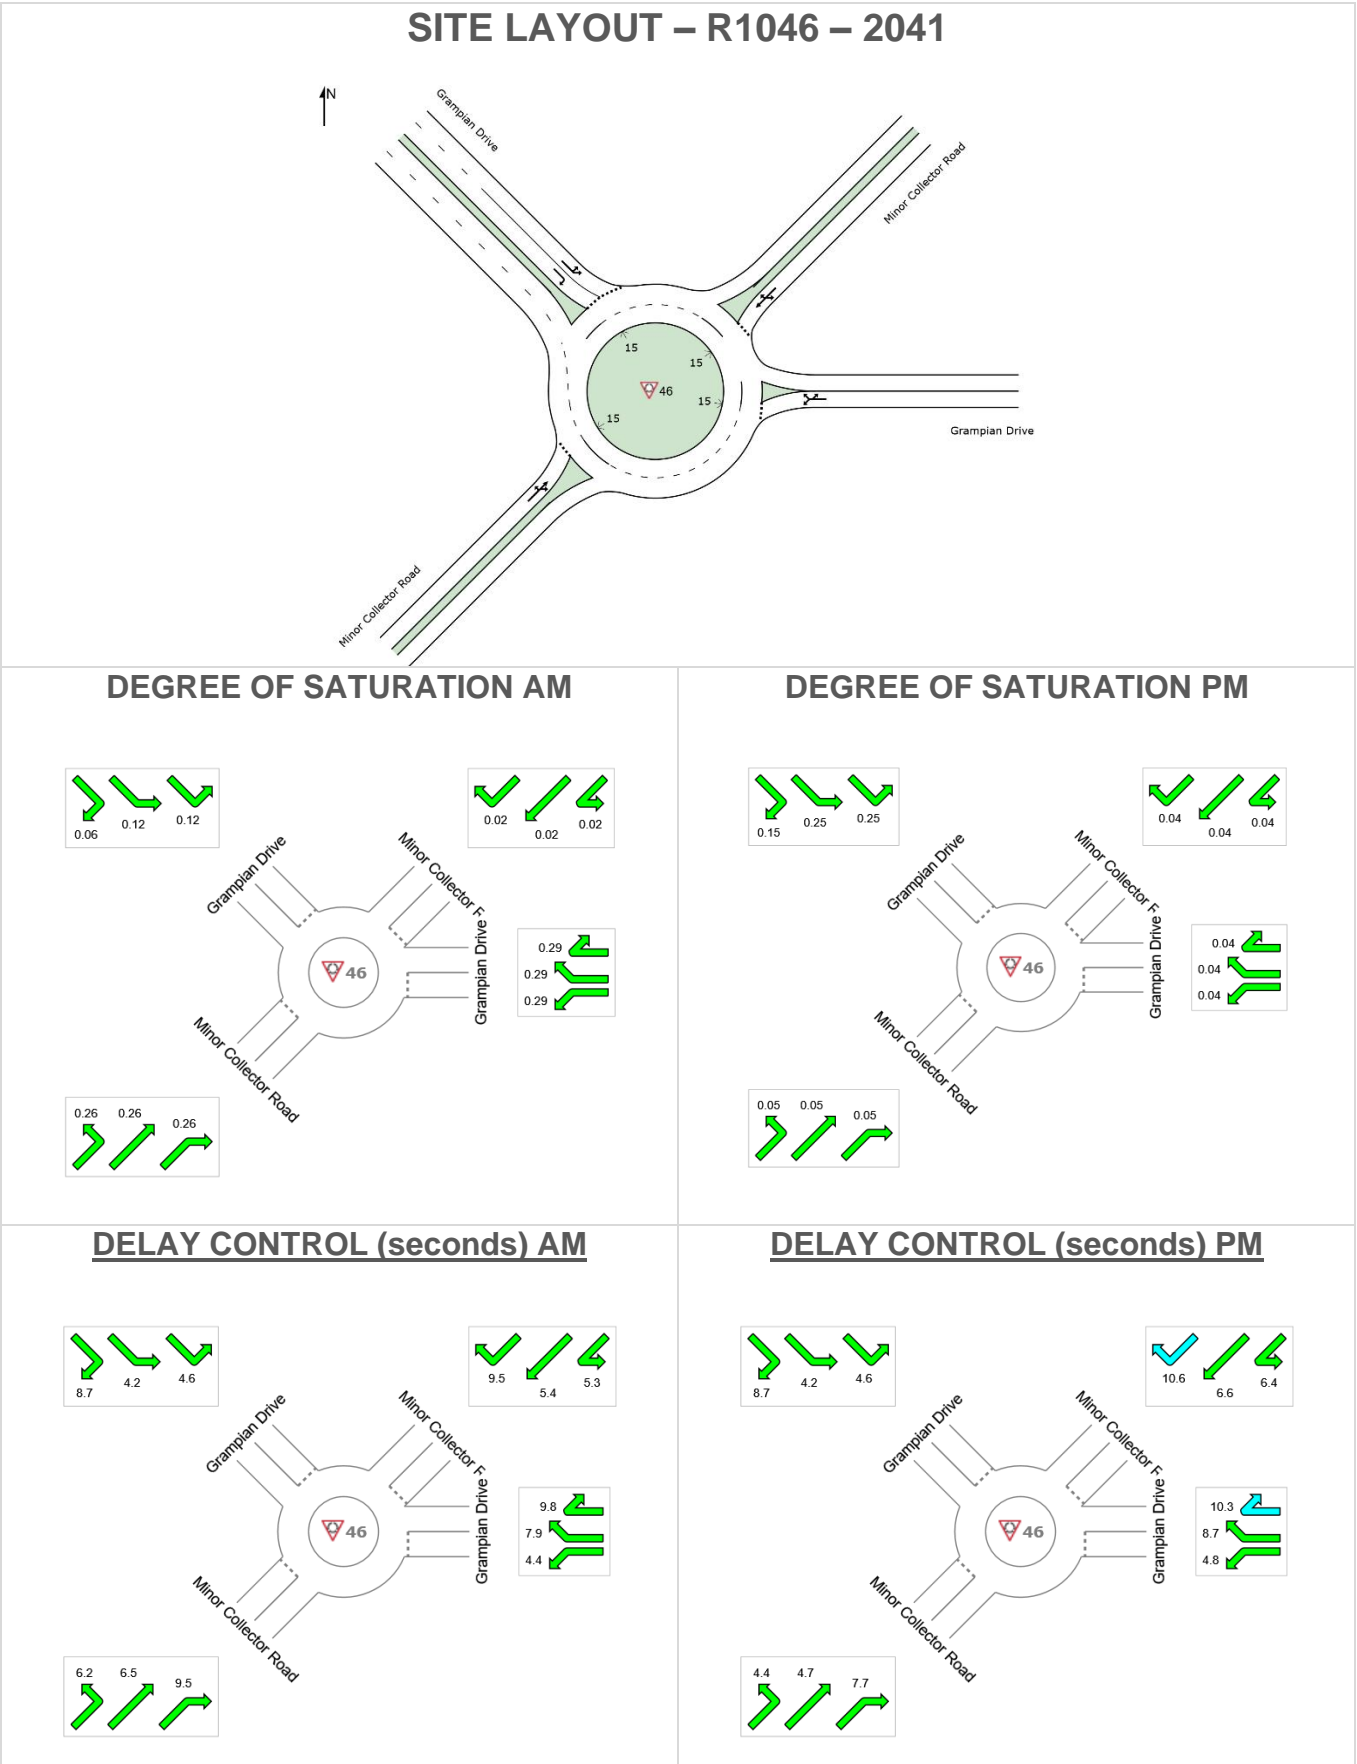 SITE LAYOUT – R1046 – 2041
N
Grampian Drive
Minor Collector Road
15
15
46
15
15
Grampian Drive
Minor Collector Road
DEGREE OF SATURATION AM
0.06 0.12 0.12
0.02 0.02 0.02
Grampian Drive
Minor Collector R
0.29
0.29
0.29
Grampian Drive
46
Minor Collector Road
0.26 0.26 0.26
DEGREE OF SATURATION PM
0.15 0.25 0.25
0.04 0.04 0.04
Grampian Drive
Minor Collector R
0.04
0.04
0.04
Grampian Drive
46
Minor Collector Road
0.05 0.05 0.05
DELAY CONTROL (seconds) AM
8.7 4.2 4.6
9.5 5.4 5.3
Grampian Drive
Minor Collector R
9.8
7.9
4.4
Grampian Drive
46
Minor Collector Road
6.2 6.5 9.5
DELAY CONTROL (seconds) PM
8.7 4.2 4.6
10.6 6.6 6.4
Grampian Drive
Minor Collector R
10.3
8.7
4.8
Grampian Drive
46
Minor Collector Road
4.4 4.7 7.7